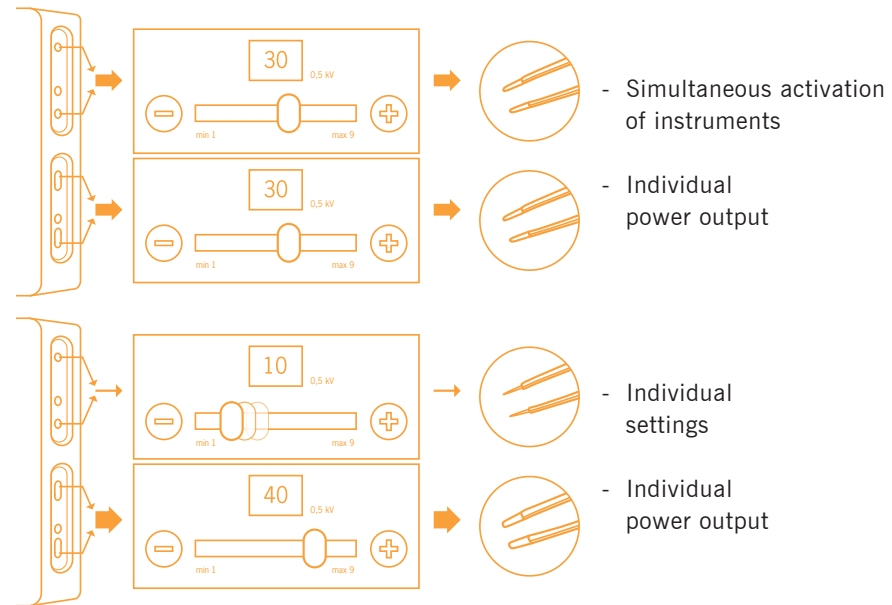 30
0,5 kV
min 1
max 9
- Simultaneous activation
of instruments
30
0,5 kV
min 1
max 9
- Individual
power output
10
0,5 kV
min 1
max 9
- Individual
settings
40
0,5 kV
min 1
max 9
- Individual
power output